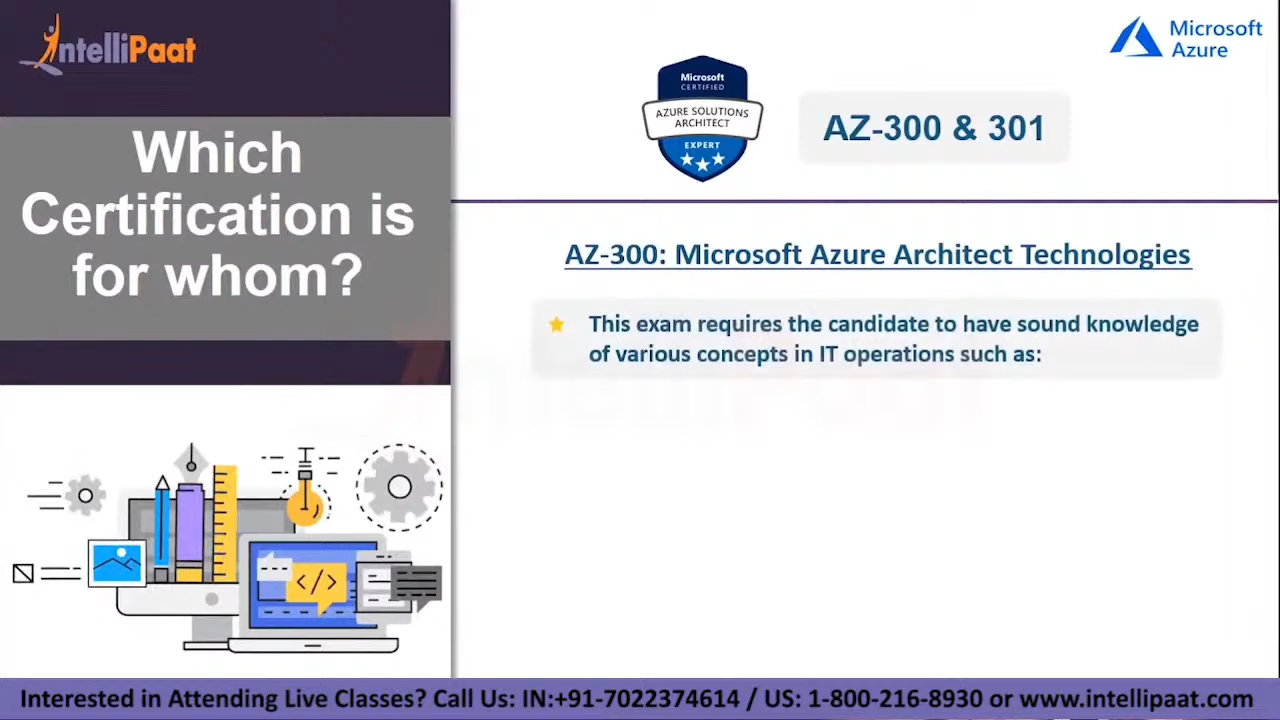 IntelliPaat
Which
Certification is
for whom?
Microsoft
Azure
Microsoft
CERTIFIED
AZURE SOLUTIONS
ARCHITECT
EXPERT
AZ-300 & 301
AZ-300: Microsoft Azure Architect Technologies
This exam requires the candidate to have sound knowledge
of various concepts in IT operations such as:
</>
Interested in Attending Live Classes? Call Us: IN:+91-7022374614 / US: 1-800-216-8930 or www.intellipaat.com